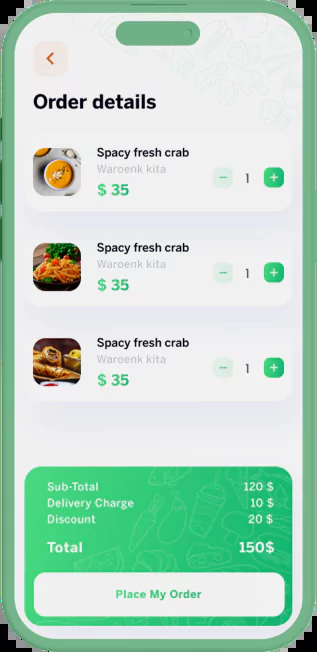 Order details
Spacy fresh crab
Waroenk kita
$ 35
− 1 +
Spacy fresh crab
Waroenk kita
$ 35
− 1 +
Spacy fresh crab
Waroenk kita
$ 35
− 1 +
Sub-Total 120 $
Delivery Charge 10 $
Discount 20 $
Total 150$
Place My Order